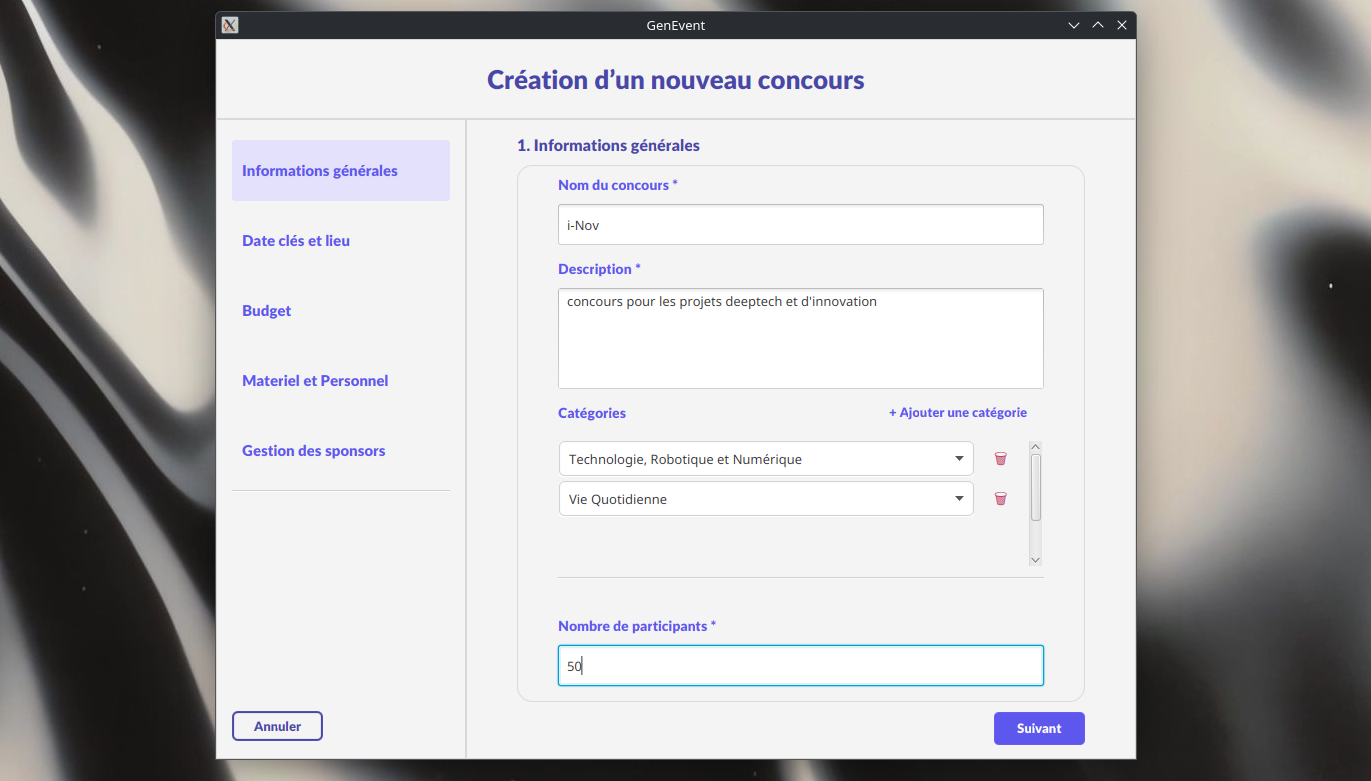 GenEvent
Création d’un nouveau concours
Informations générales
Date clés et lieu
Budget
Materiel et Personnel
Gestion des sponsors
Annuler
1. Informations générales
Nom du concours *
i-Nov
Description *
concours pour les projets deeptech et d'innovation
Catégories
+ Ajouter une catégorie
Technologie, Robotique et Numérique
Vie Quotidienne
Nombre de participants *
50
Suivant